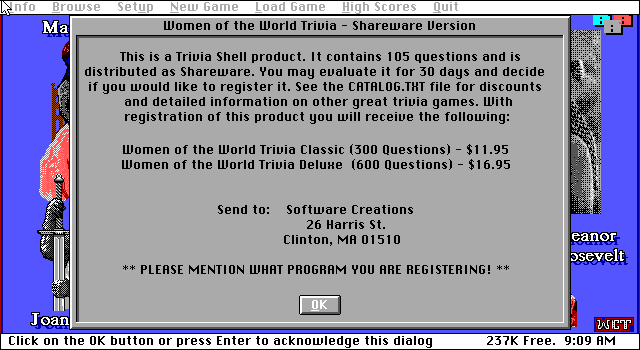 Info Browse Setup New Game Load Game High Scores Quit
Women of the World Trivia - Shareware Version
Ma
This is a Trivia Shell product. It contains 105 questions and is
distributed as Shareware. You may evaluate it for 30 days and decide
if you would like to register it. See the CATALOG.TXT file for discounts
and detailed information on other great trivia games. With
registration of this product you will receive the following:
Women of the World Trivia Classic (300 Questions) - $11.95
Women of the World Trivia Deluxe (600 Questions) - $16.95
Send to: Software Creations
26 Harris St.
Clinton, MA 01510
eanor
osevelt
** PLEASE MENTION WHAT PROGRAM YOU ARE REGISTERING! **
OK
Joan
WCT
Click on the OK button or press Enter to acknowledge this dialog 237K Free. 9:09 AM